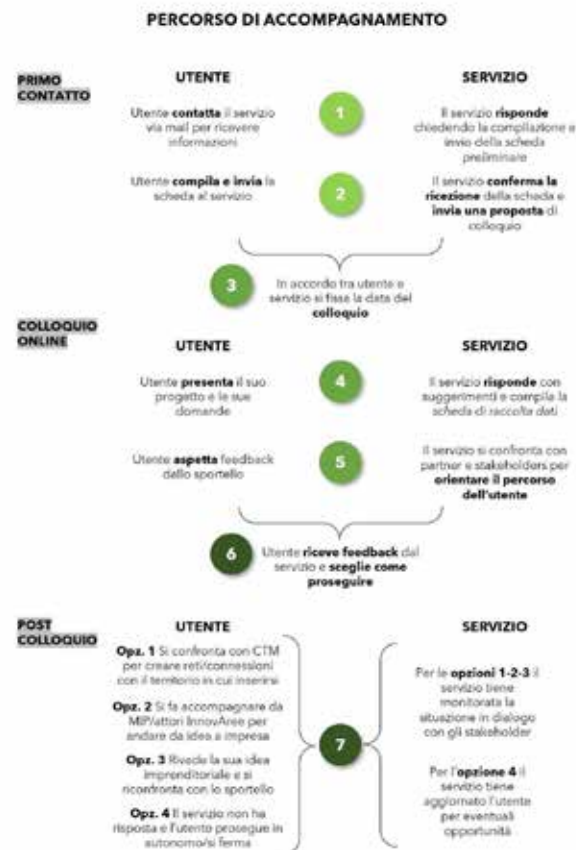 PERCORSO DI ACCOMPAGNAMENTO
PRIMO
CONTATTO
UTENTE
SERVIZIO
Utente contatta il servizio
via mail per ricevere
informazioni
1
Il servizio risponde
chiedendo la compilazione e
invio della scheda
preliminare
Utente compila e invia la
scheda al servizio
2
Il servizio conferma la
ricezione della scheda e
invia una proposta di
colloquio
3
In accordo tra utente e
servizio si fissa la data del
colloquio
COLLOQUIO
ONLINE
UTENTE
SERVIZIO
Utente presenta il suo
progetto e le sue
domande
4
Il servizio risponde con
suggerimenti e compila la
scheda di raccolta dati
Utente aspetta feedback
dallo sportello
5
Il servizio si confronta con
partner e stakeholders per
orientare il percorso
dell'utente
6
Utente riceve feedback dal
servizio e sceglie come
proseguire
POST
COLLOQUIO
UTENTE
SERVIZIO
Opz. 1 Si confronta con CTM
per creare reti/connessioni
con il territorio in cui inserirsi
Opz. 2 Si fa accompagnare da
MIP/attori InnovAree per
andare da idea a impresa
Opz. 3 Rivede la sua idea
imprenditoriale e si
riconfronta con lo sportello
Opz. 4 Il servizio non ha
risposta e l'utente prosegue in
autonomo/si ferma
7
Per le opzioni 1-2-3 il
servizio tiene
monitorata la
situazione in dialogo
con gli stakeholder
Per l'opzione 4 il
servizio tiene
aggiornato l'utente
per eventuali
opportunità